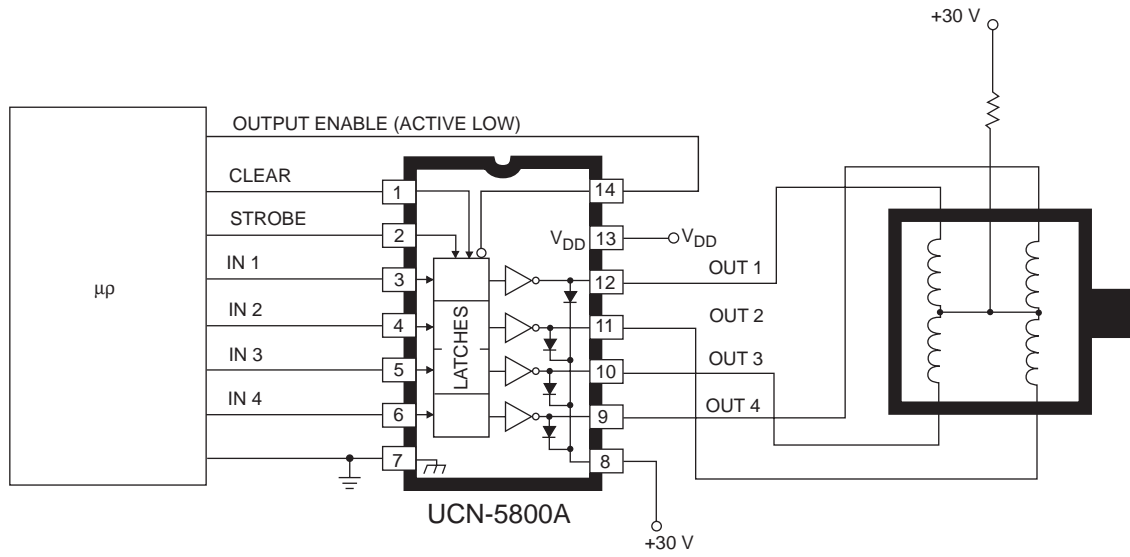 +30 V
OUTPUT ENABLE (ACTIVE LOW)
CLEAR
1
14
STROBE
2
VDD
13
VDD
IN 1
3
12
OUT 1
μρ
IN 2
4
LATCHES
11
OUT 2
IN 3
5
10
OUT 3
IN 4
6
9
OUT 4
7
8
UCN-5800A
+30 V